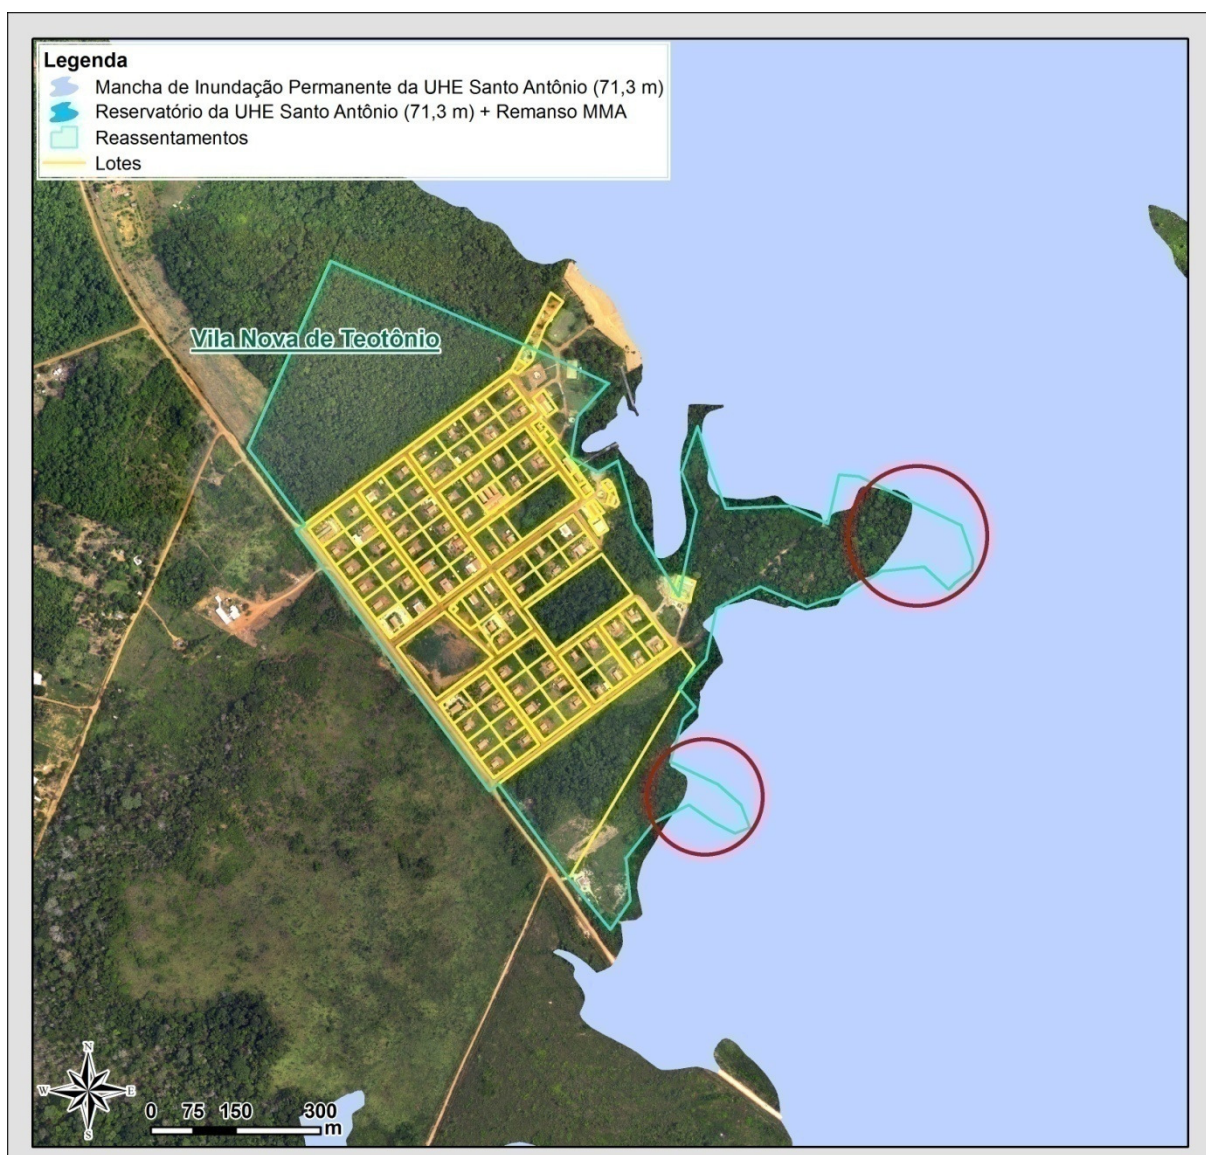 Legenda
Mancha de Inundação Permanente da UHE Santo Antônio (71,3 m)
Reservatório da UHE Santo Antônio (71,3 m) + Remanso MMA
Reassentamentos
Lotes
Vila Nova de Teotônio
N
W E
S
0 75 150 300
m